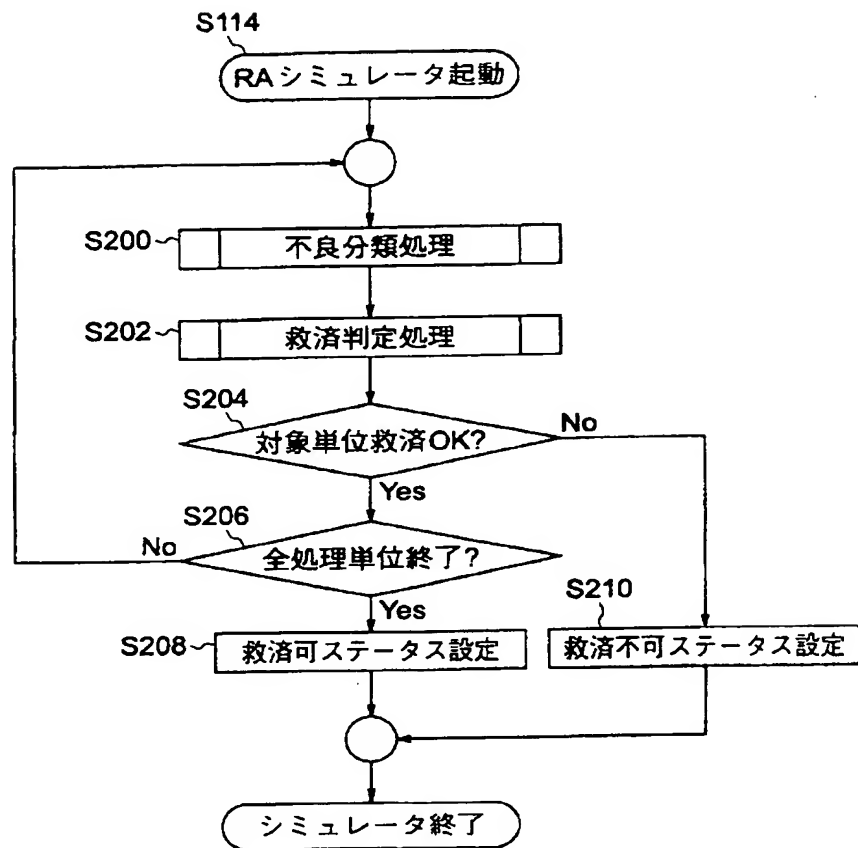 S114
RAシミュレータ起動
S200
不良分類処理
S202
救済判定処理
S204
対象単位救済OK?
No
Yes
S206
全処理単位終了?
No
Yes
S208
救済可ステータス設定
S210
救済不可ステータス設定
シミュレータ終了